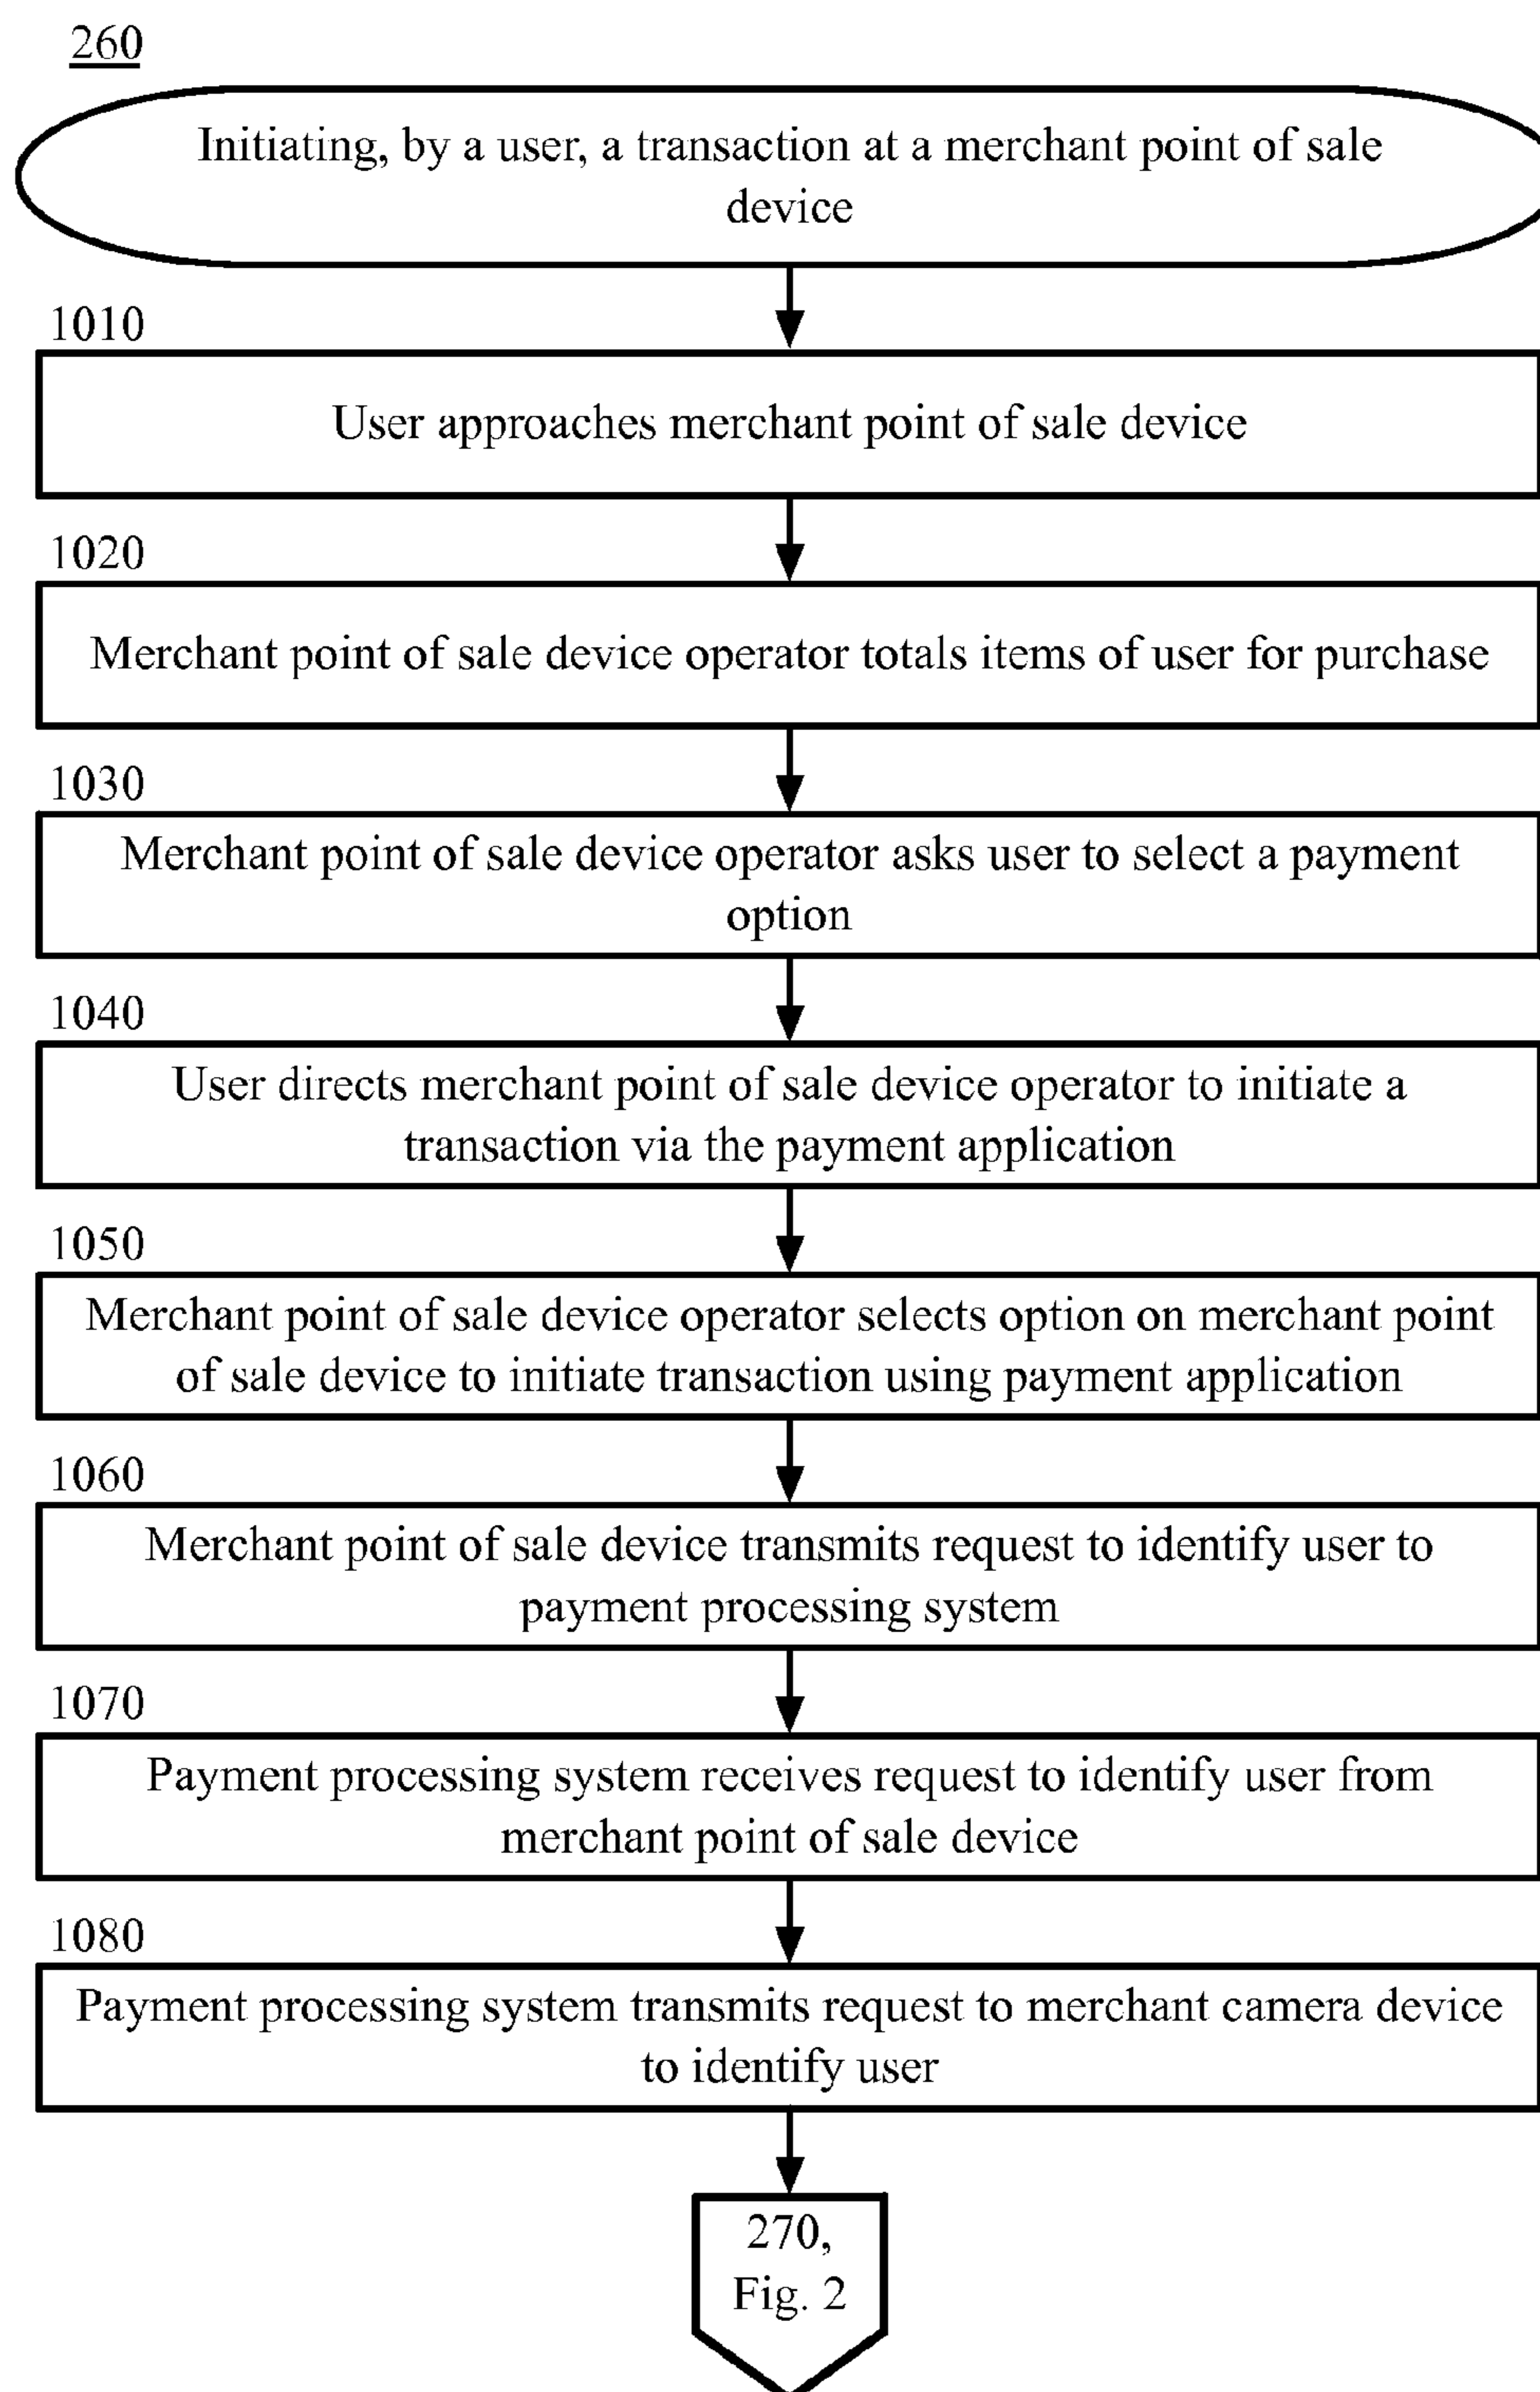 260
Initiating, by a user, a transaction at a merchant point of sale
device
1010
User approaches merchant point of sale device
1020
Merchant point of sale device operator totals items of user for purchase
1030
Merchant point of sale device operator asks user to select a payment
option
1040
User directs merchant point of sale device operator to initiate a
transaction via the payment application
1050
Merchant point of sale device operator selects option on merchant point
of sale device to initiate transaction using payment application
1060
Merchant point of sale device transmits request to identify user to
payment processing system
1070
Payment processing system receives request to identify user from
merchant point of sale device
1080
Payment processing system transmits request to merchant camera device
to identify user
270,
Fig. 2